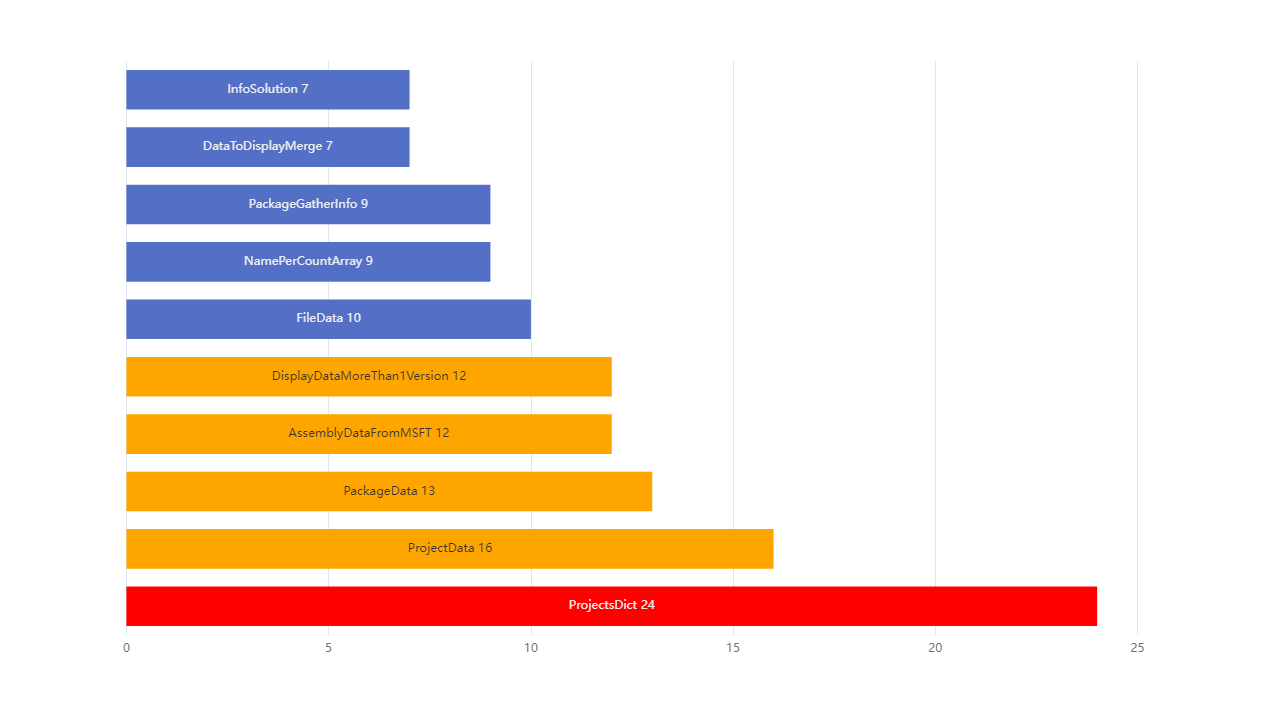 InfoSolution 7
DataToDisplayMerge 7
PackageGatherInfo 9
NamePerCountArray 9
FileData 10
DisplayDataMoreThan1Version 12
AssemblyDataFromMSFT 12
PackageData 13
ProjectData 16
ProjectsDict 24
0 5 10 15 20 25